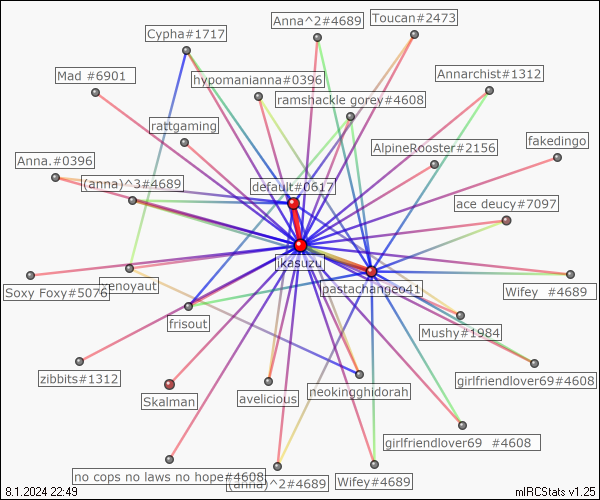 Anna^2#4689
Toucan#2473
Cypha#1717
Mad #6901
hypomanianna#0396
Annarchist#1312
ramshackle gorey#4608
rattgaming
fakedingo
Anna.#0396
AlpineRooster#2156
(anna)^3#4689
default#0617
ace deucy#7097
ikasuzu
xenoyaut
pastachangeo41
Soxy Foxy#5076
Wifey #4689
frisout
Mushy#1984
zibbits#1312
girlfriendlover69#4608
Skalman
avelicious
neokingghidorah
girlfriendlover69 #4608
no cops no laws no hope#4608
(anna)^2#4689
Wifey#4689
8.1.2024 22:49
mIRCStats v1.25